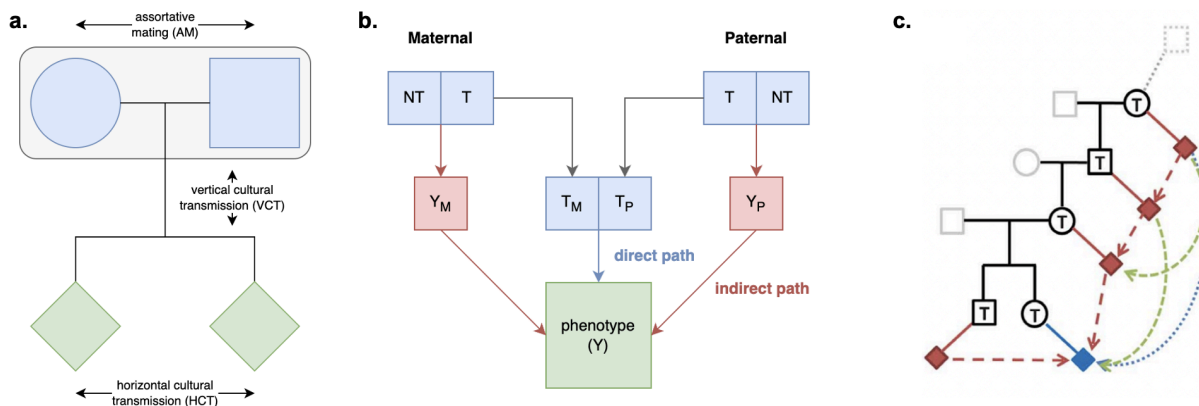 a.
assortative
mating (AM)
vertical cultural
transmission (VCT)
horizontal cultural
transmission (HCT)
b.
Maternal
Paternal
NT
T
T
NT
Y_M
T_M
T_P
Y_P
direct path
indirect path
phenotype
(Y)
c.
T
T
T
T
T